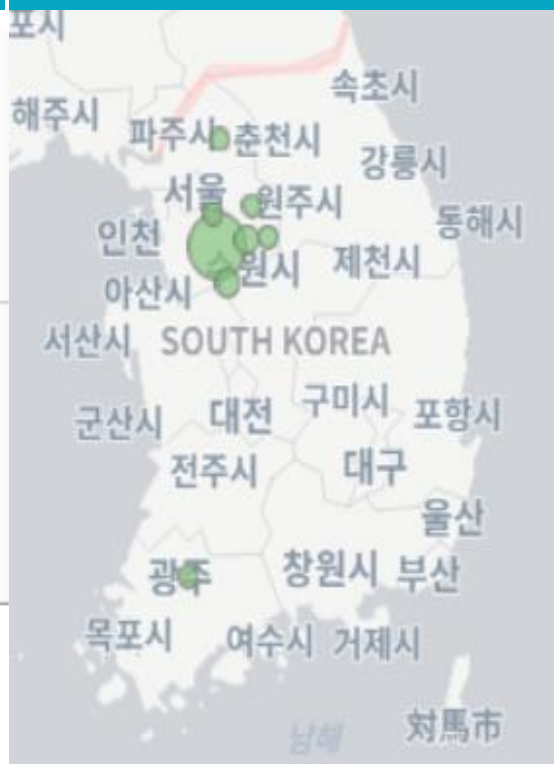 포시
속초시
해주시
파주시
춘천시
강릉시
서울
원주시
동해시
인천
원시
제천시
아산시
서산시
SOUTH KOREA
군산시
대전
구미시
포항시
전주시
대구
울산
광주
창원시
부산
목포시
여수시
거제시
남해
対馬市